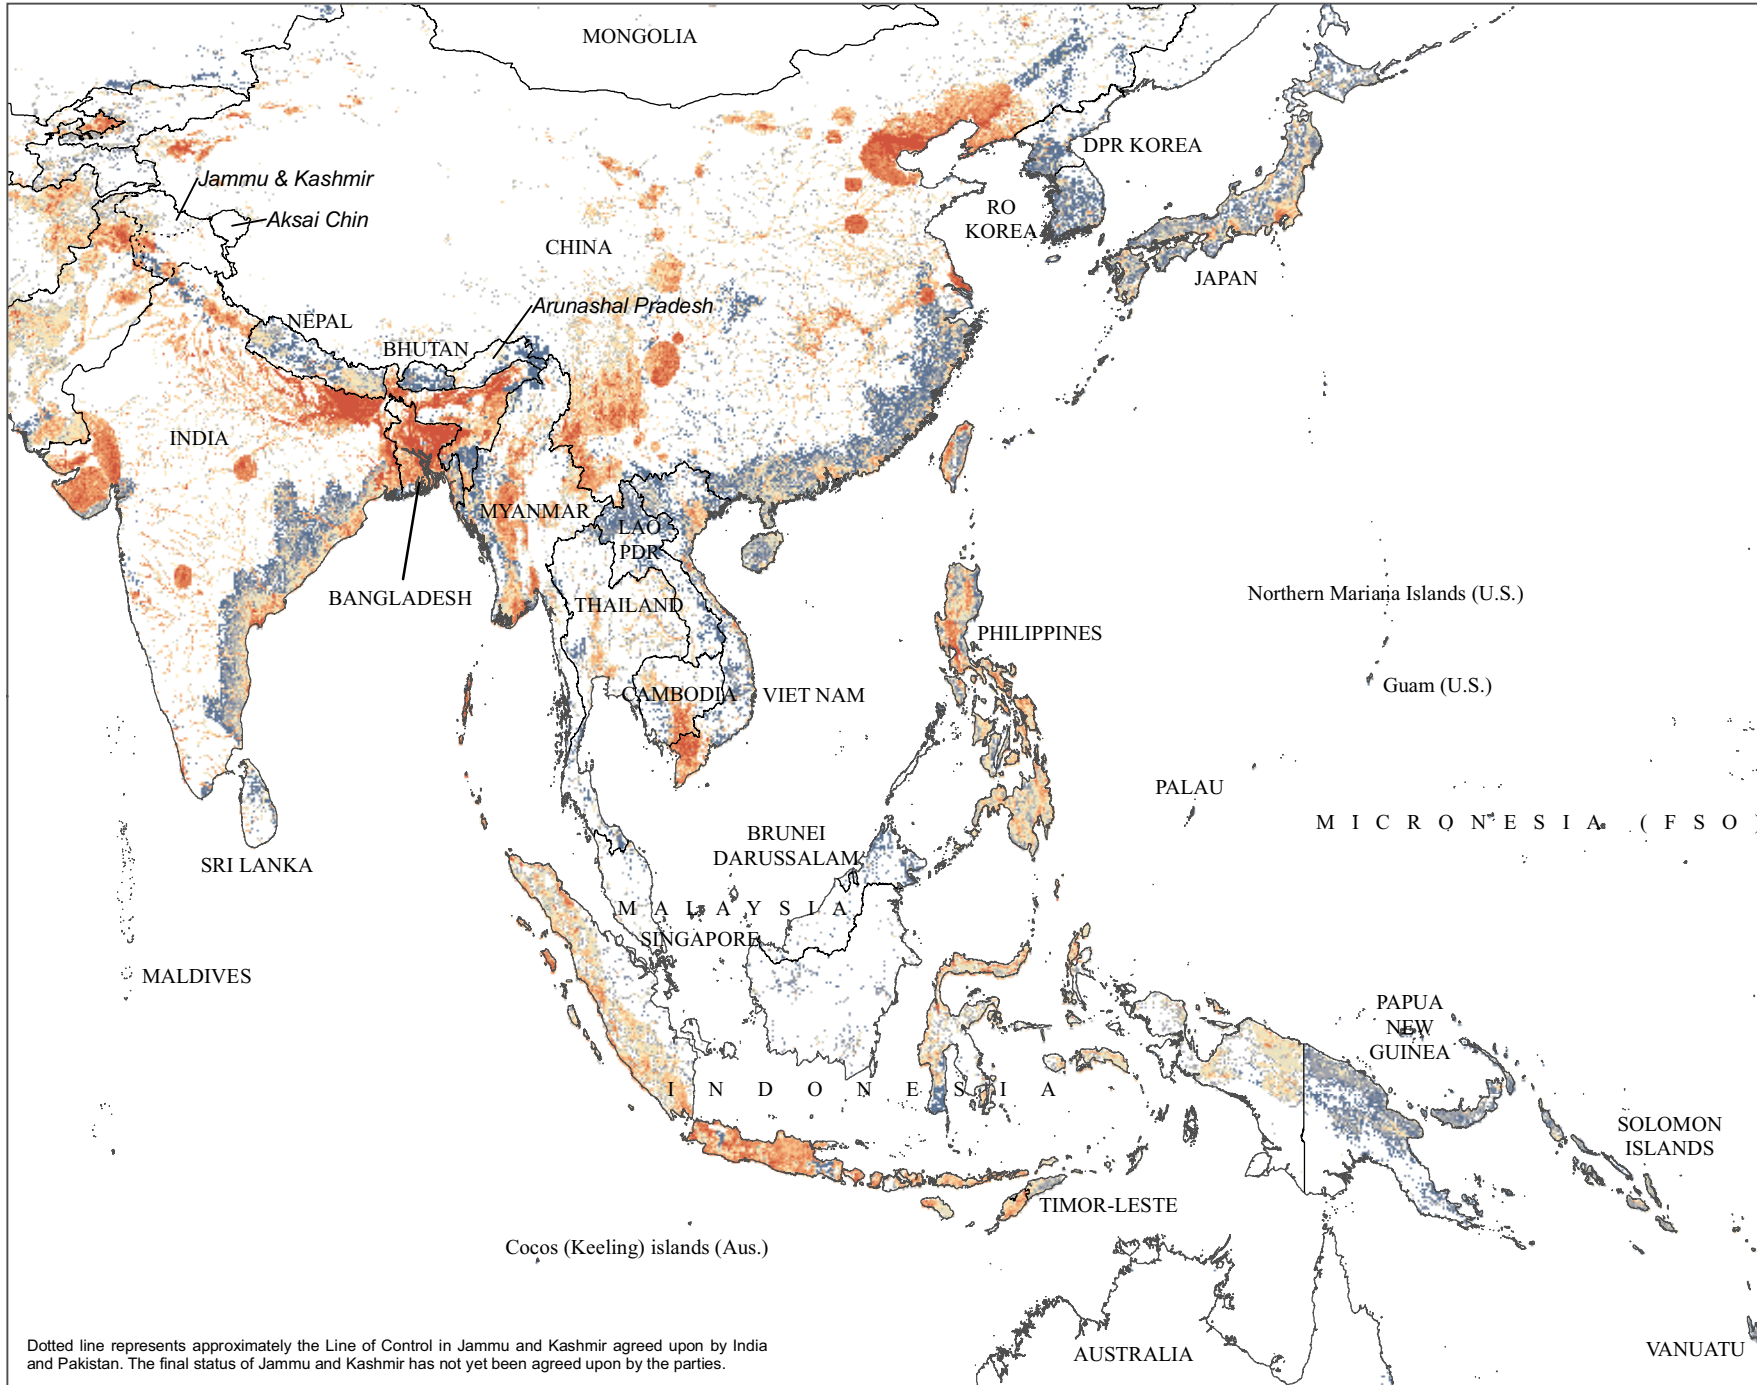 MONGOLIA
DPR KOREA
Jammu & Kashmir
RO
KOREA
Aksai Chin
CHINA
JAPAN
Arunashal Pradesh
NEPAL
BHUTAN
INDIA
MYANMAR
LAO
PDR
BANGLADESH
THAILAND
Northern Mariana Islands (U.S.)
PHILIPPINES
Guam (U.S.)
CAMBODIA
VIET NAM
PALAU
MICRONESIA (FSO)
BRUNEI
DARUSSALAM
SRI LANKA
MALAYSIA
SINGAPORE
MALDIVES
PAPUA
NEW
GUINEA
INDONESIA
SOLOMON
ISLANDS
TIMOR-LESTE
Cocos (Keeling) islands (Aus.)
Dotted line represents approximately the Line of Control in Jammu and Kashmir agreed upon by India
and Pakistan. The final status of Jammu and Kashmir has not yet been agreed upon by the parties.
AUSTRALIA
VANUATU